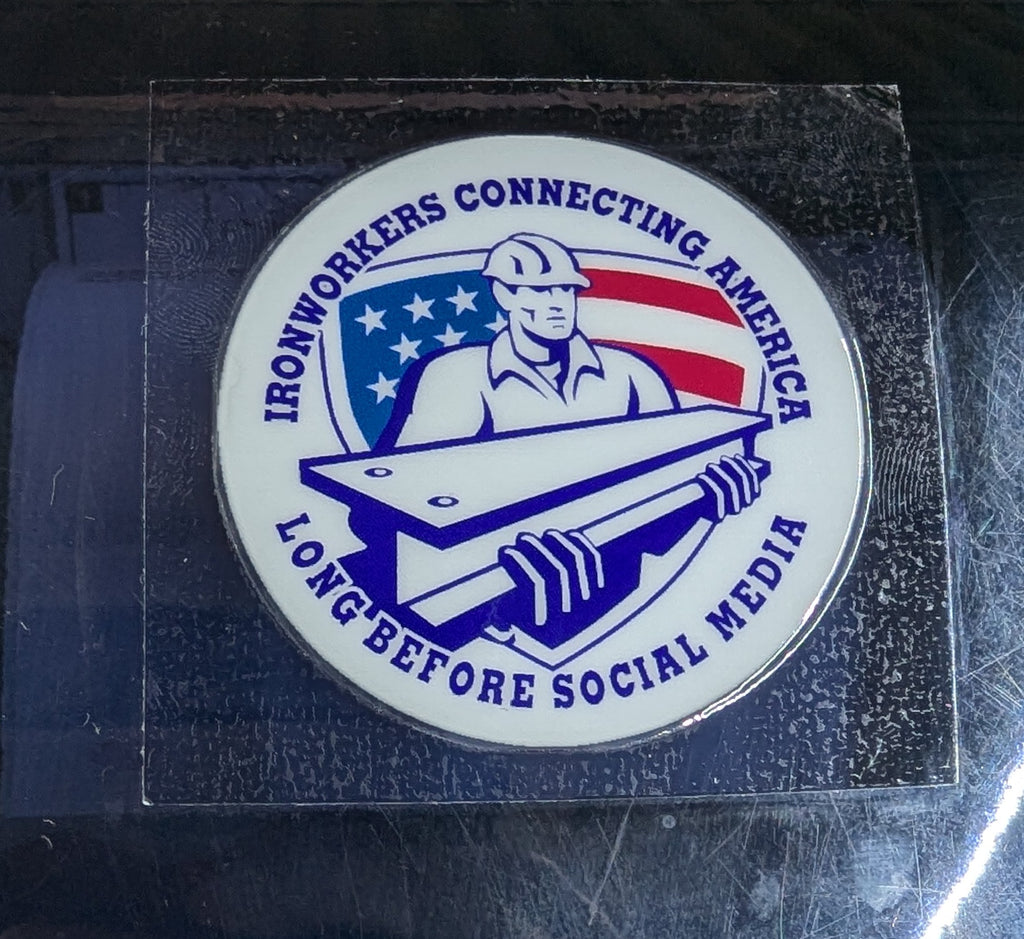 IRONWORKERS CONNECTING AMERICA
LONG BEFORE SOCIAL MEDIA